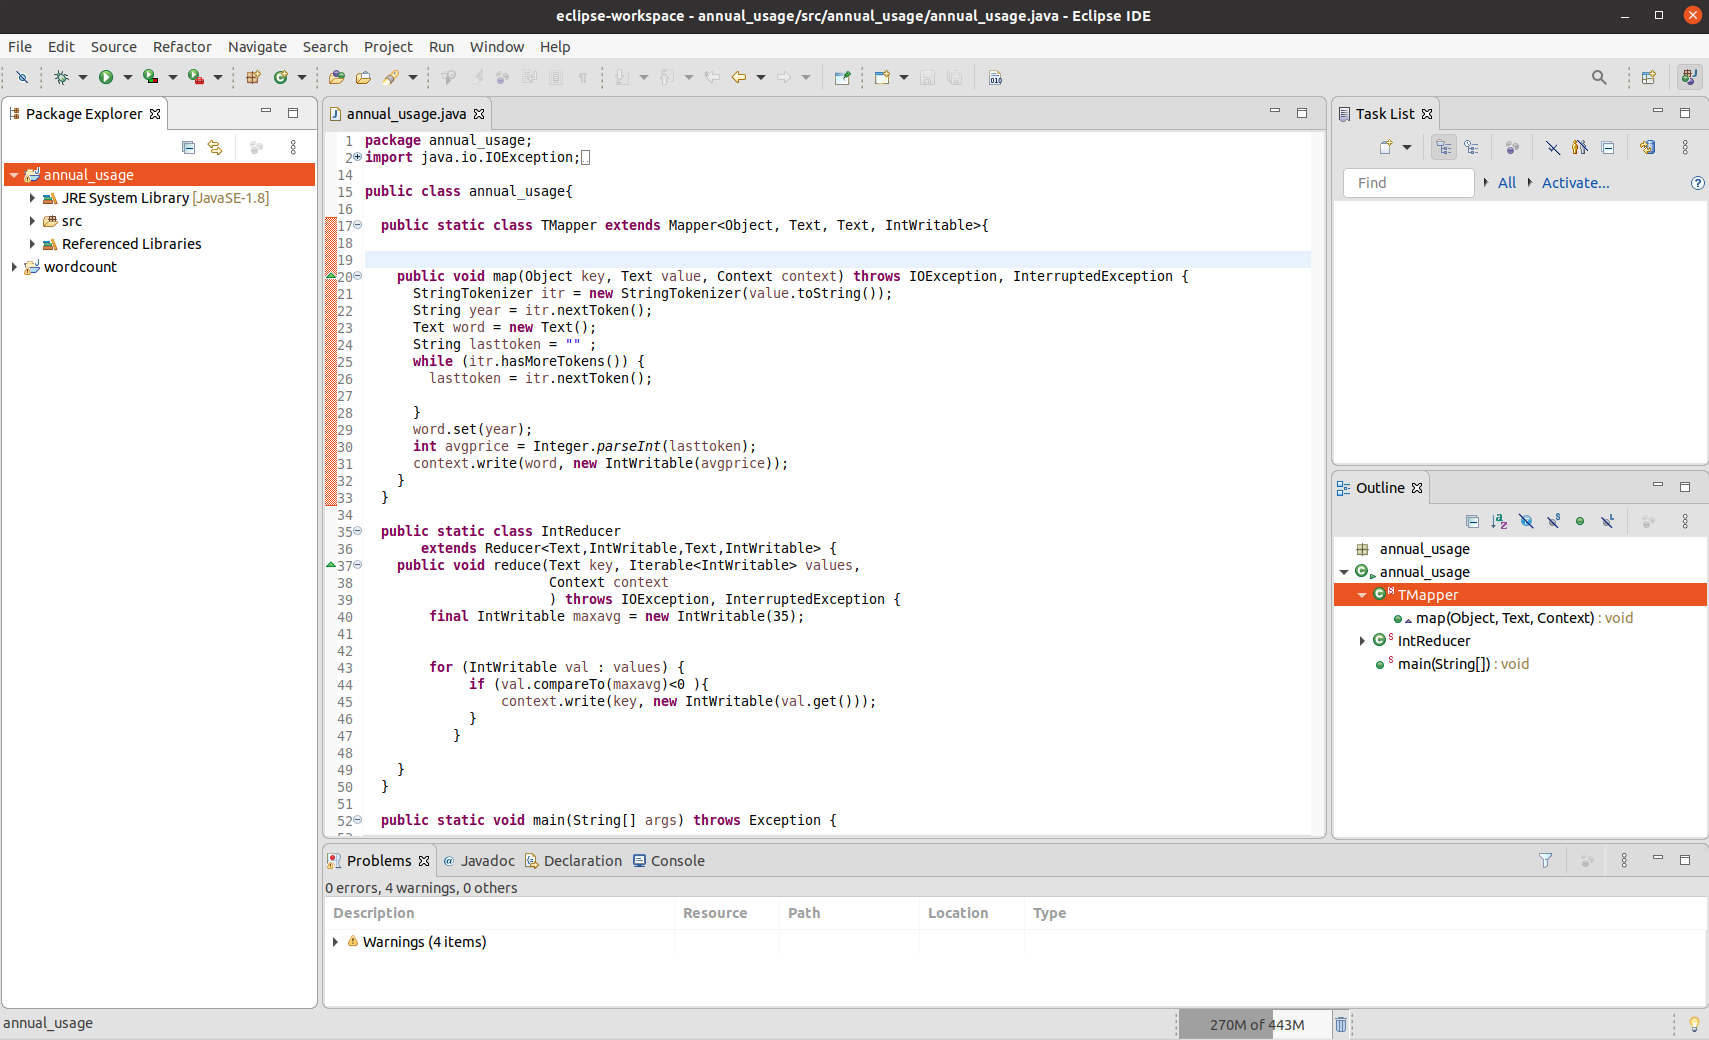 eclipse-workspace - annual_usage/src/annual_usage/annual_usage.java - Eclipse IDE
File Edit Source Refactor Navigate Search Project Run Window Help
Package Explorer
annual_usage
JRE System Library [JavaSE-1.8]
src
Referenced Libraries
wordcount
annual_usage.java
1 package annual_usage;
2 import java.io.IOException;
14
15 public class annual_usage{
16
17 public static class TMapper extends Mapper<Object, Text, Text, IntWritable>{
18
19
20 public void map(Object key, Text value, Context context) throws IOException, InterruptedException {
21 StringTokenizer itr = new StringTokenizer(value.toString());
22 String year = itr.nextToken();
23 Text word = new Text();
24 String lasttoken = "" ;
25 while (itr.hasMoreTokens()) {
26 lasttoken = itr.nextToken();
27
28 }
29 word.set(year);
30 int avgprice = Integer.parseInt(lasttoken);
31 context.write(word, new IntWritable(avgprice));
32 }
33 }
34
35 public static class IntReducer
36 extends Reducer<Text,IntWritable,Text,IntWritable> {
37 public void reduce(Text key, Iterable<IntWritable> values,
38 Context context
39 ) throws IOException, InterruptedException {
40 final IntWritable maxavg = new IntWritable(35);
41
42
43 for (IntWritable val : values) {
44 if (val.compareTo(maxavg)<0 ){
45 context.write(key, new IntWritable(val.get()));
46 }
47 }
48
49 }
50 }
51
52 public static void main(String[] args) throws Exception {
Task List
Find All Activate...
Outline
annual_usage
annual_usage
TMapper
map(Object, Text, Context) : void
IntReducer
main(String[]) : void
Problems Javadoc Declaration Console
0 errors, 4 warnings, 0 others
Description Resource Path Location Type
Warnings (4 items)
annual_usage
270M of 443M